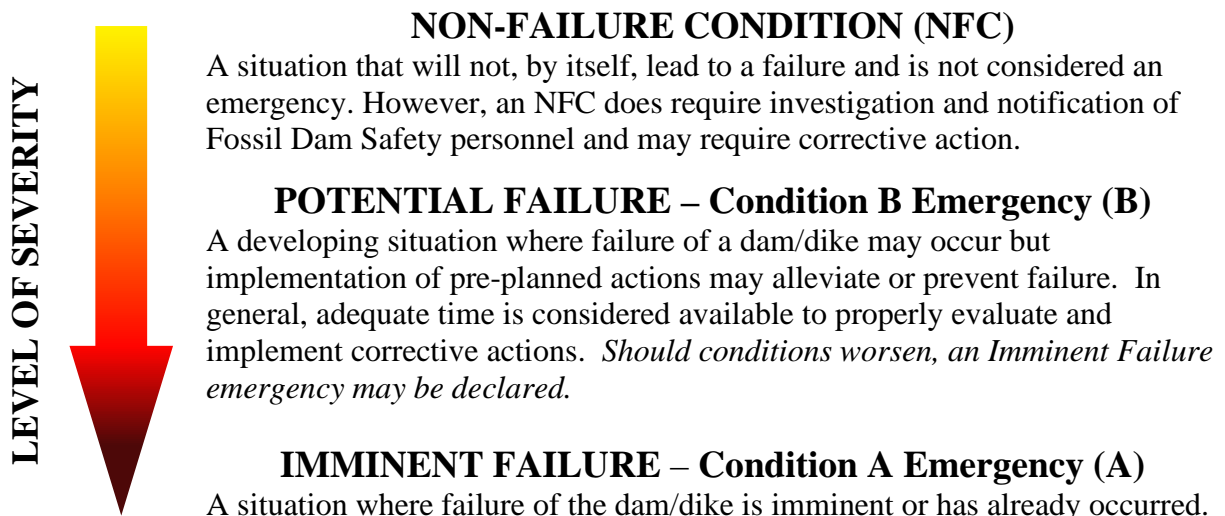 LEVEL OF SEVERITY
NON-FAILURE CONDITION (NFC)
A situation that will not, by itself, lead to a failure and is not considered an
emergency. However, an NFC does require investigation and notification of
Fossil Dam Safety personnel and may require corrective action.
POTENTIAL FAILURE – Condition B Emergency (B)
A developing situation where failure of a dam/dike may occur but
implementation of pre-planned actions may alleviate or prevent failure.  In
general, adequate time is considered available to properly evaluate and
implement corrective actions.  Should conditions worsen, an Imminent Failure
emergency may be declared.
IMMINENT FAILURE – Condition A Emergency (A)
A situation where failure of the dam/dike is imminent or has already occurred.